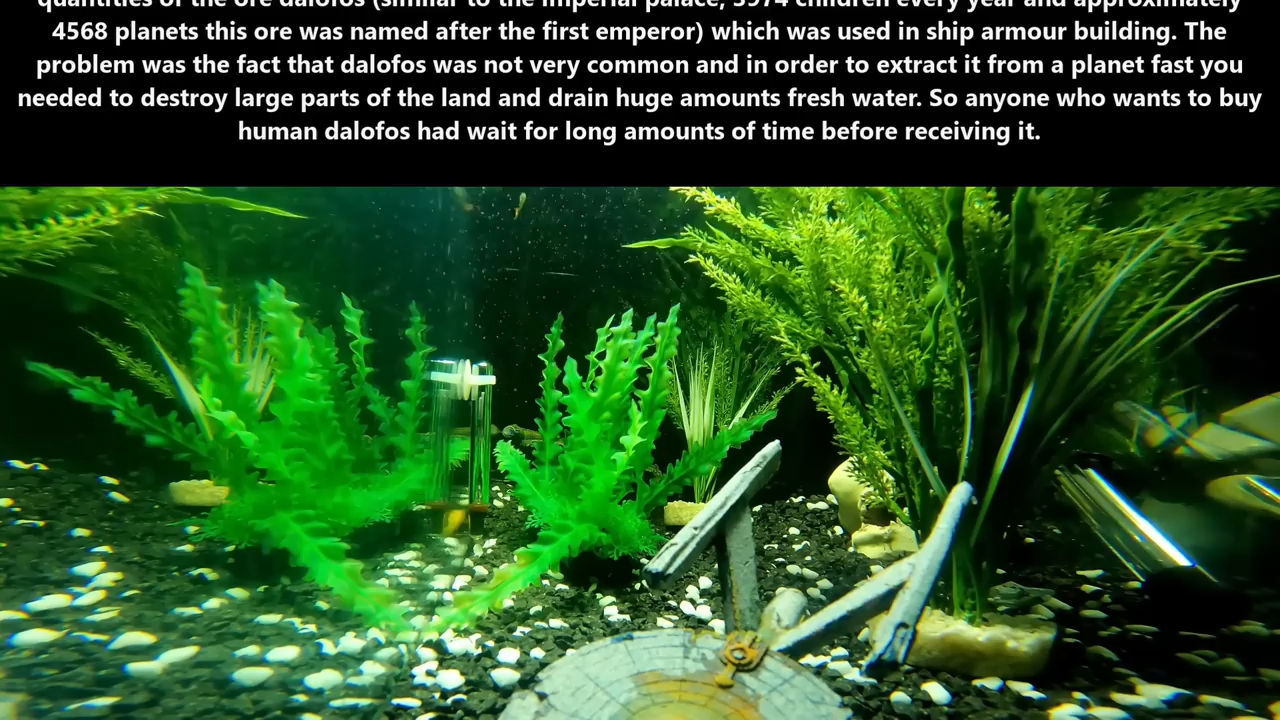 quantities of the ore dalofos (similar to the imperial palace, 3974 children every year and approximately
4568 planets this ore was named after the first emperor) which was used in ship armour building. The
problem was the fact that dalofos was not very common and in order to extract it from a planet fast you
needed to destroy large parts of the land and drain huge amounts fresh water. So anyone who wants to buy
human dalofos had wait for long amounts of time before receiving it.